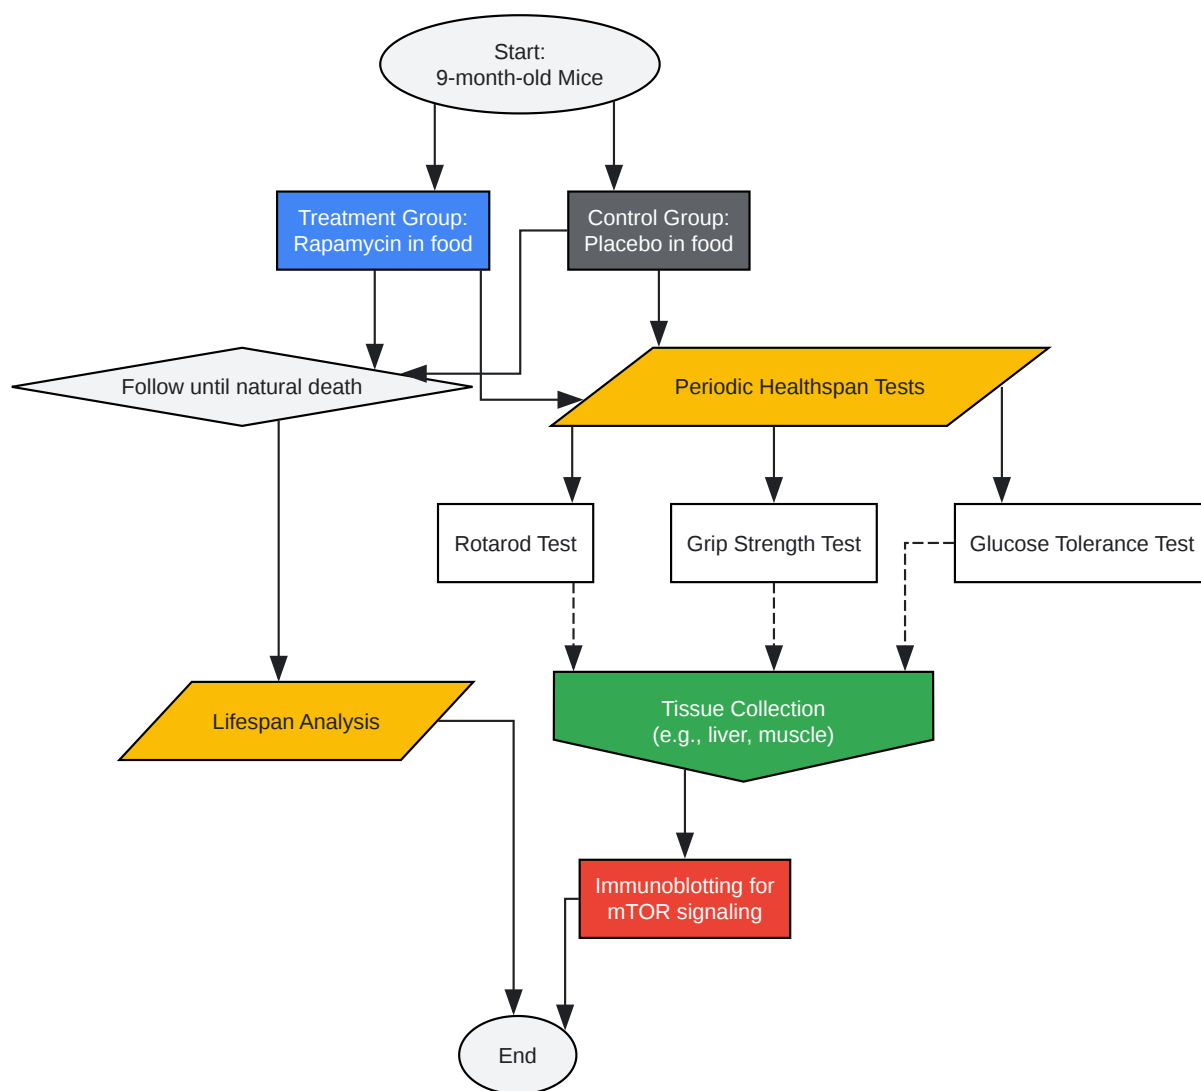 Start:
9-month-old Mice
Treatment Group:
Rapamycin in food
Control Group:
Placebo in food
Follow until natural death
Periodic Healthspan Tests
Rotarod Test
Grip Strength Test
Glucose Tolerance Test
Lifespan Analysis
Tissue Collection
(e.g., liver, muscle)
Immunoblotting for
mTOR signaling
End